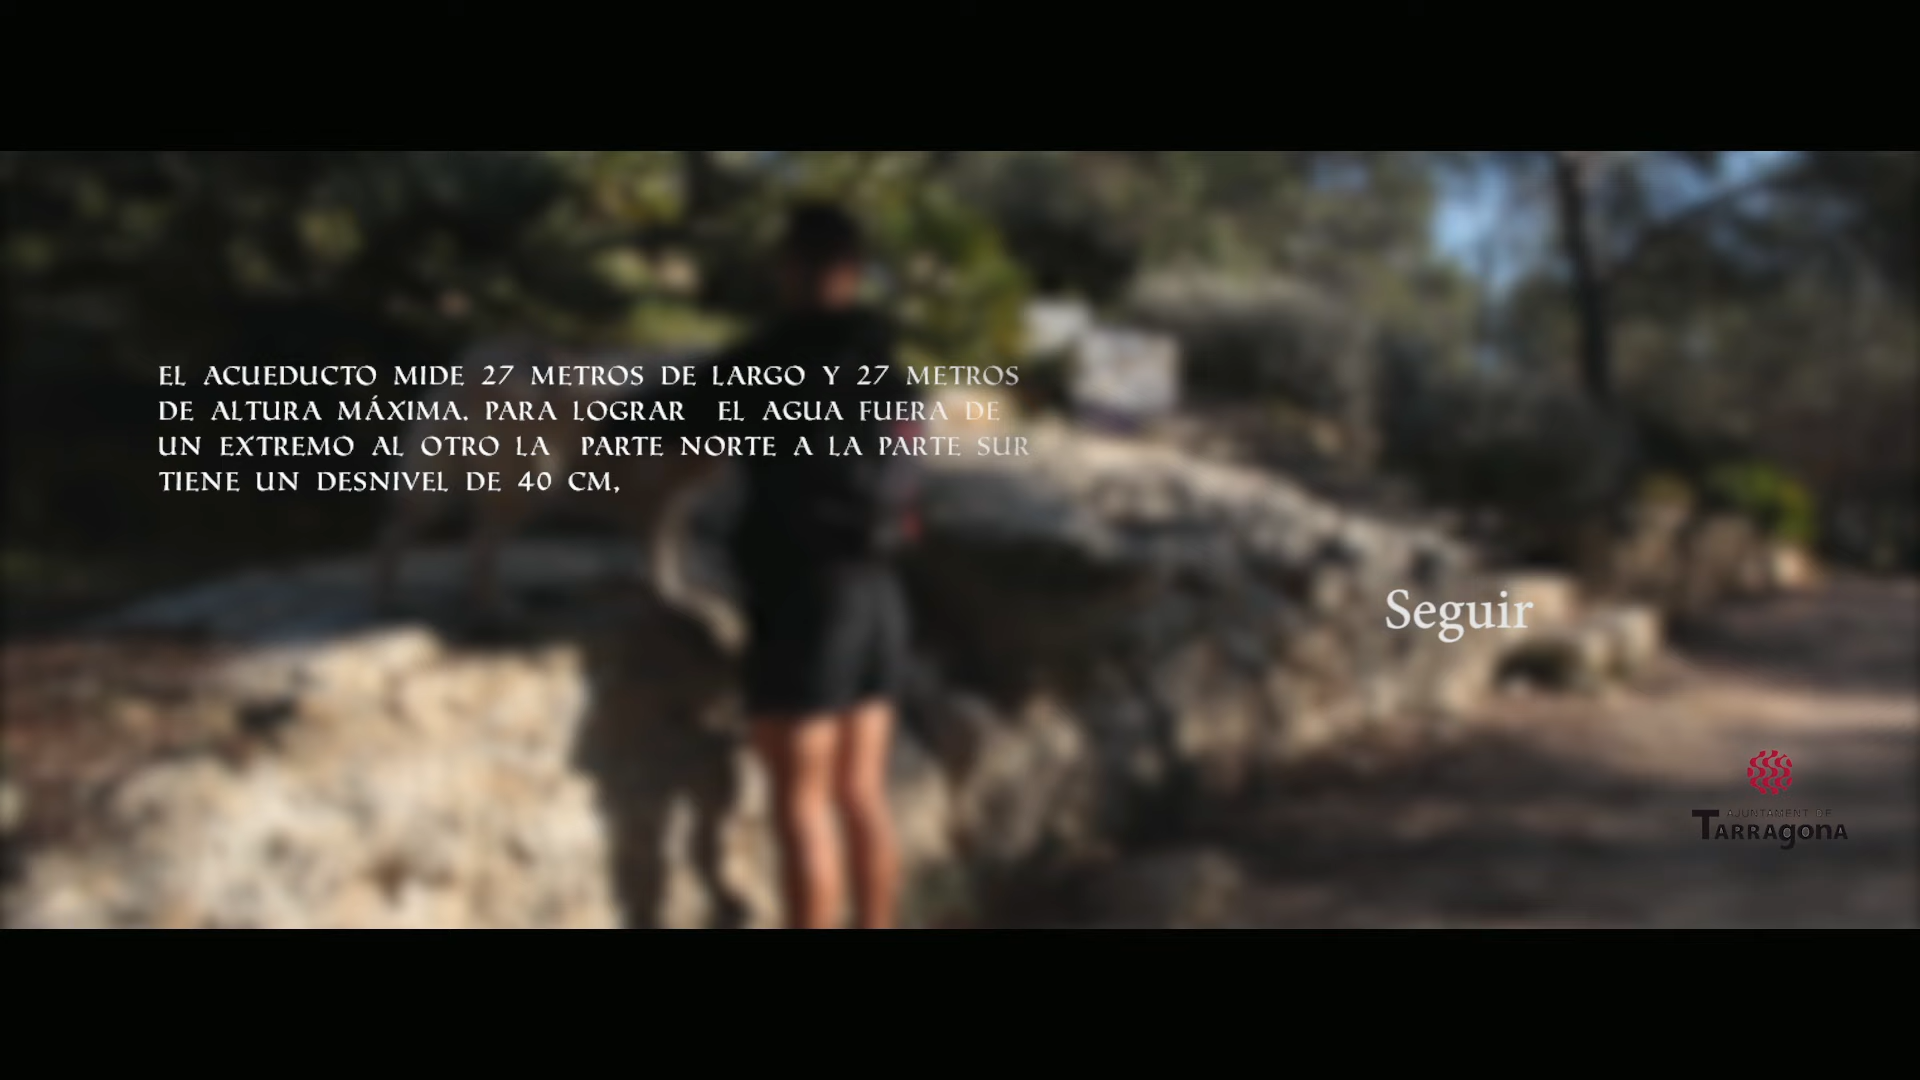 EL ACUEDUCTO MIDE 27 METROS DE LARGO Y 27 METROS
DE ALTURA MÁXIMA. PARA LOGRAR EL AGUA FUERA DE
UN EXTREMO AL OTRO LA PARTE NORTE A LA PARTE SUR
TIENE UN DESNIVEL DE 40 CM.
Seguir
AJUNTAMENT DE
TARRAGONA